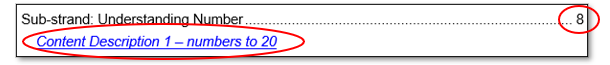 Sub-strand: Understanding Number........................................................................................8
Content Description 1 – numbers to 20